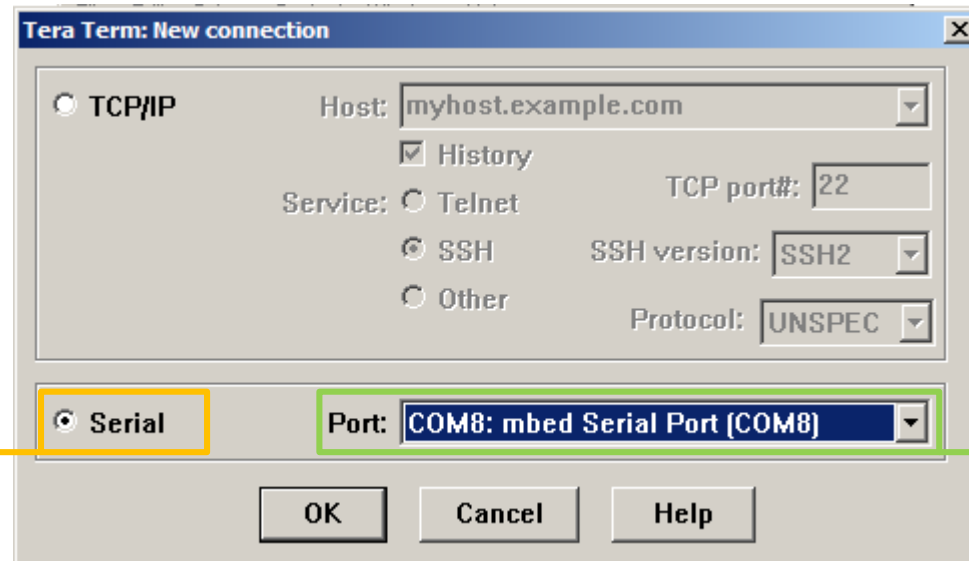 Tera Term: New connection
TCP/IP Host: myhost.example.com
History
Service: Telnet TCP port#: 22
SSH SSH version: SSH2
Other Protocol: UNSPEC
Serial Port: COM8: mbed Serial Port (COM8)
OK Cancel Help